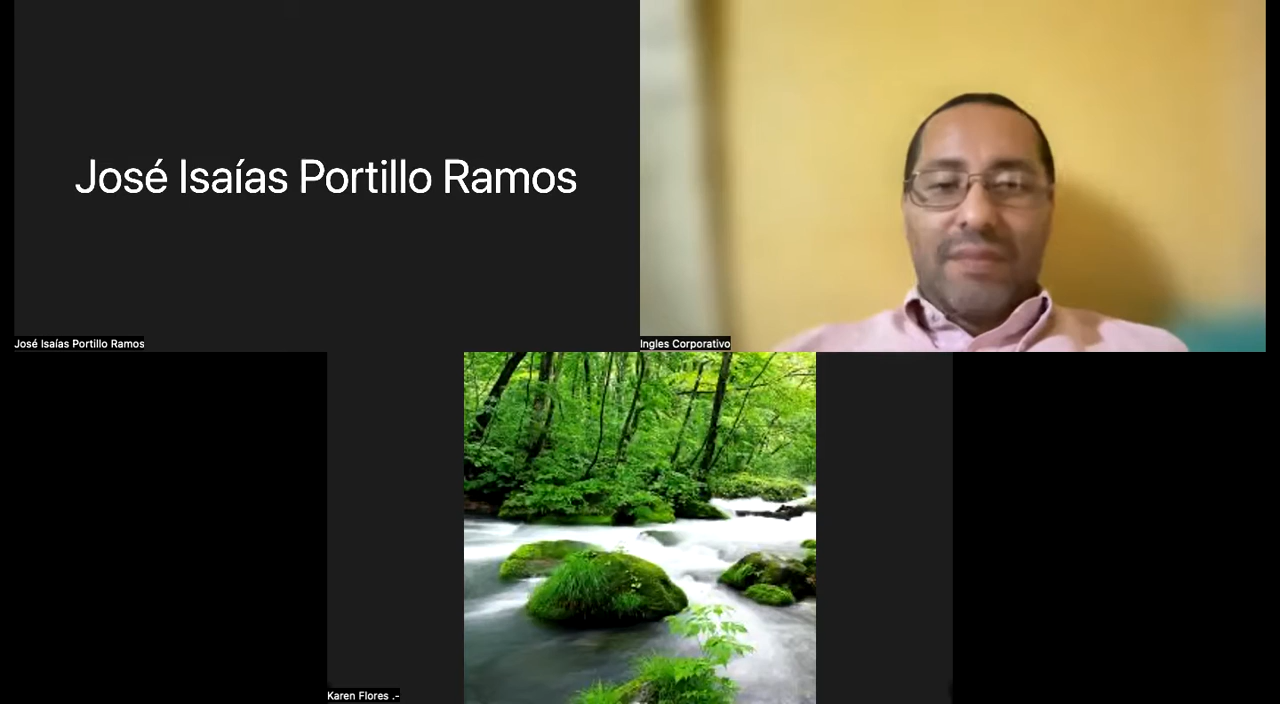 José Isaías Portillo Ramos
José Isaías Portillo Ramos
Ingles Corporativo
Karen Flores .-